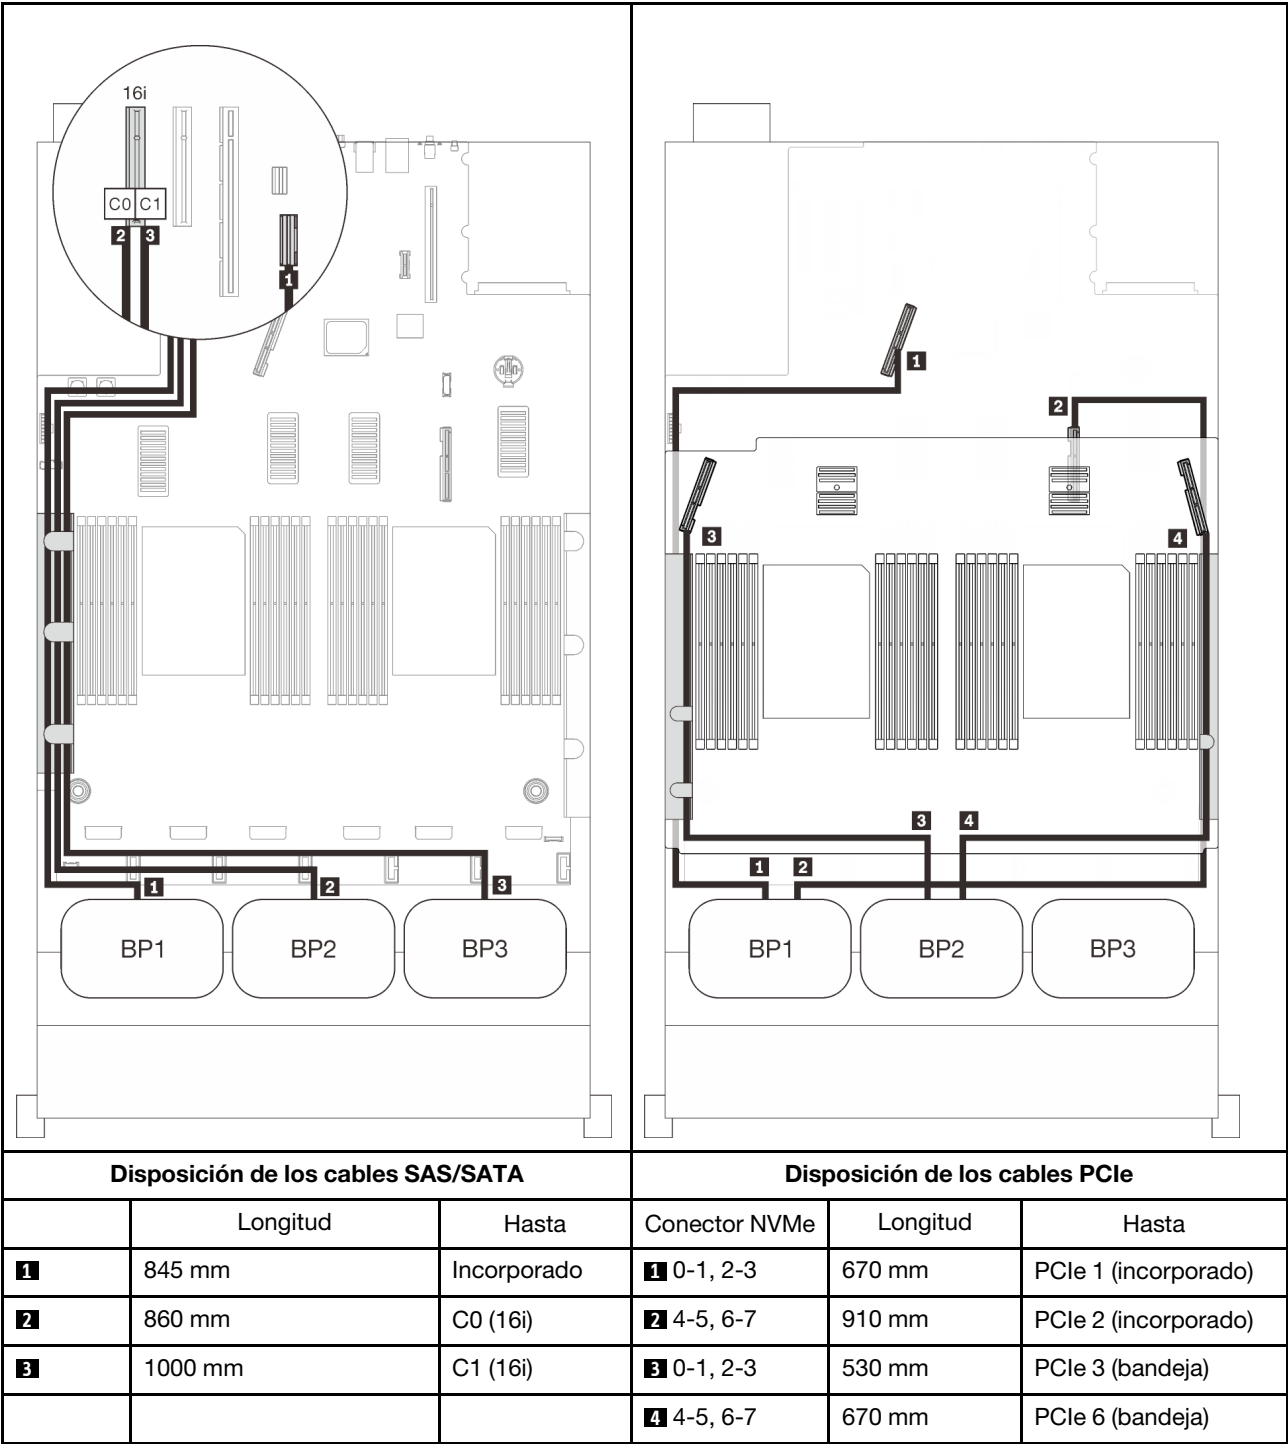 16i
C0 C1
2 3
1
1
2
3
BP1 BP2 BP3
1
2
3
4
3 4
1 2
BP1 BP2 BP3
Disposición de los cables SAS/SATA
Longitud Hasta
1 845 mm Incorporado
2 860 mm C0 (16i)
3 1000 mm C1 (16i)
Disposición de los cables PCIe
Conector NVMe Longitud Hasta
1 0-1, 2-3 670 mm PCIe 1 (incorporado)
2 4-5, 6-7 910 mm PCIe 2 (incorporado)
3 0-1, 2-3 530 mm PCIe 3 (bandeja)
4 4-5, 6-7 670 mm PCIe 6 (bandeja)